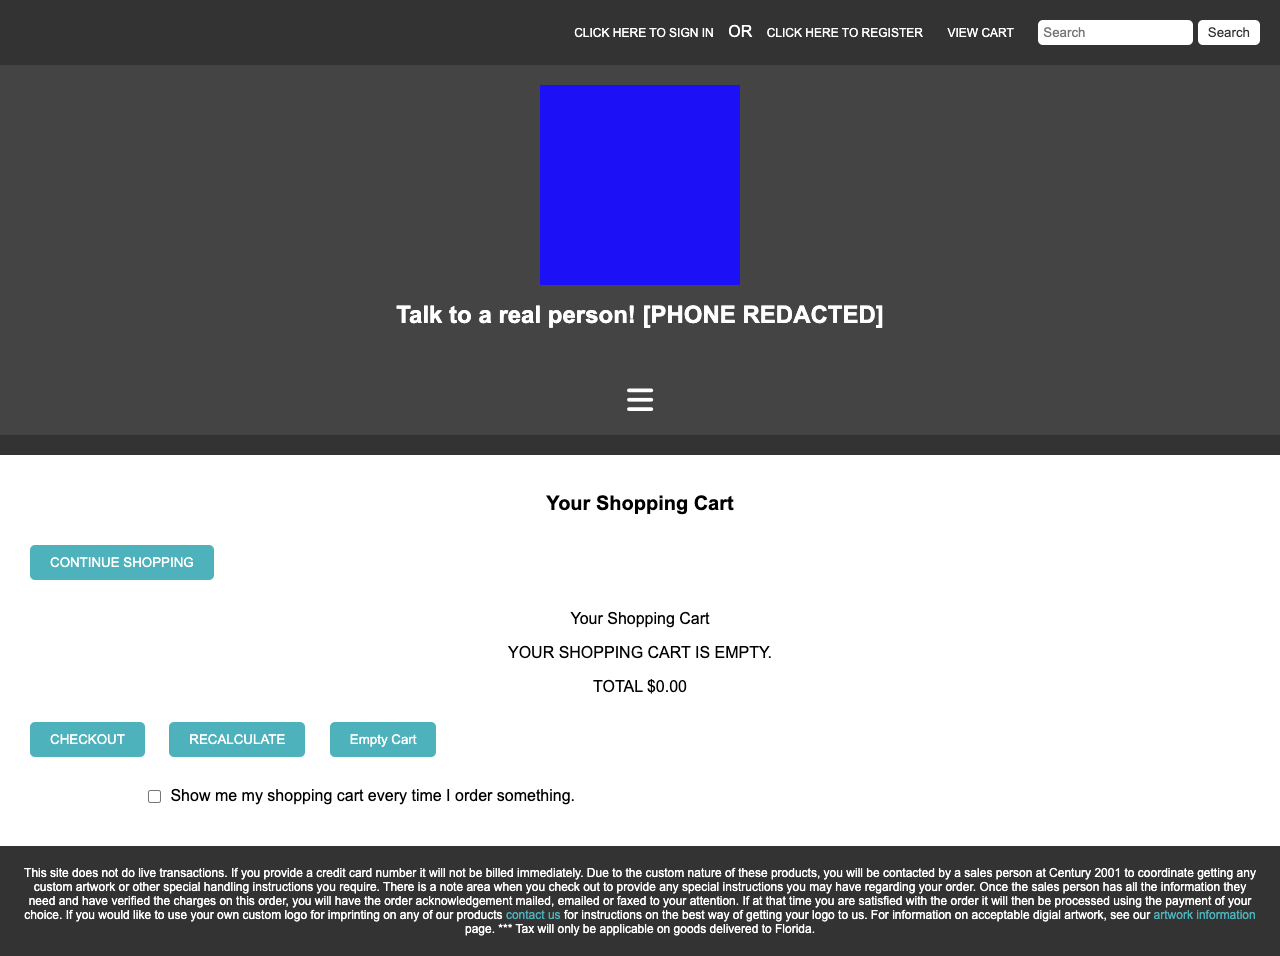 CLICK HERE TO SIGN IN OR CLICK HERE TO REGISTER VIEW CART Search Search
Talk to a real person! [PHONE REDACTED]
Your Shopping Cart
CONTINUE SHOPPING
Your Shopping Cart
YOUR SHOPPING CART IS EMPTY.
TOTAL $0.00
CHECKOUT RECALCULATE Empty Cart
Show me my shopping cart every time I order something.
This site does not do live transactions. If you provide a credit card number it will not be billed immediately. Due to the custom nature of these products, you will be contacted by a sales person at Century 2001 to coordinate getting any
custom artwork or other special handling instructions you require. There is a note area when you check out to provide any special instructions you may have regarding your order. Once the sales person has all the information they
need and have verified the charges on this order, you will have the order acknowledgement mailed, emailed or faxed to your attention. If at that time you are satisfied with the order it will then be processed using the payment of your
choice. If you would like to use your own custom logo for imprinting on any of our products contact us for instructions on the best way of getting your logo to us. For information on acceptable digial artwork, see our artwork information
page. *** Tax will only be applicable on goods delivered to Florida.